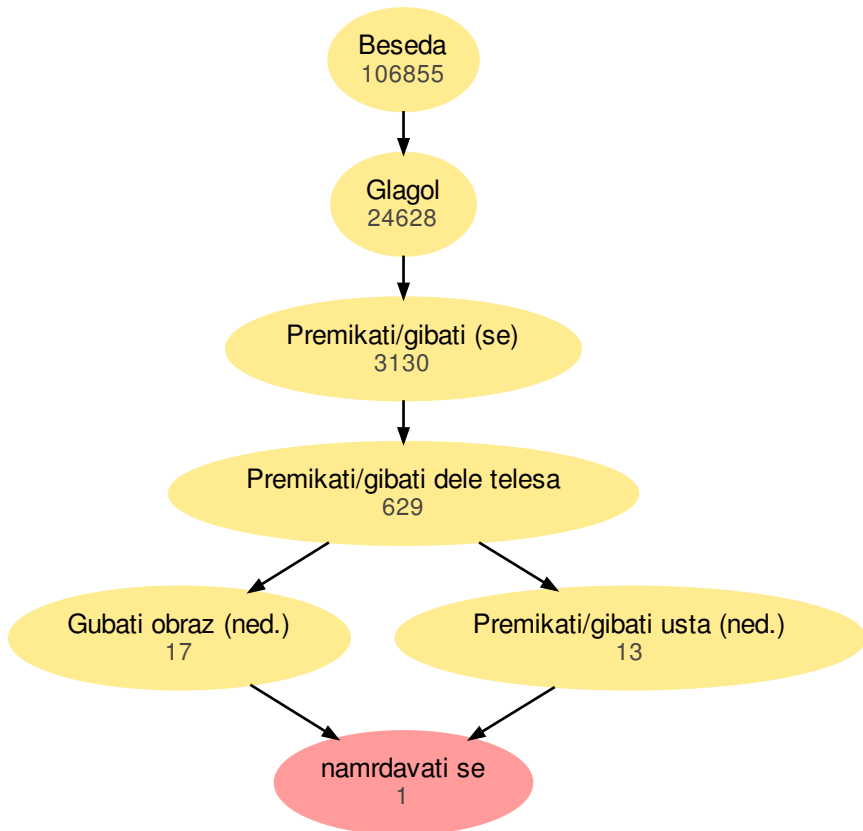 Beseda
106855
Glagol
24628
Premikati/gibati (se)
3130
Premikati/gibati dele telesa
629
Gubati obraz (ned.)
17
Premikati/gibati usta (ned.)
13
namrdavati se
1